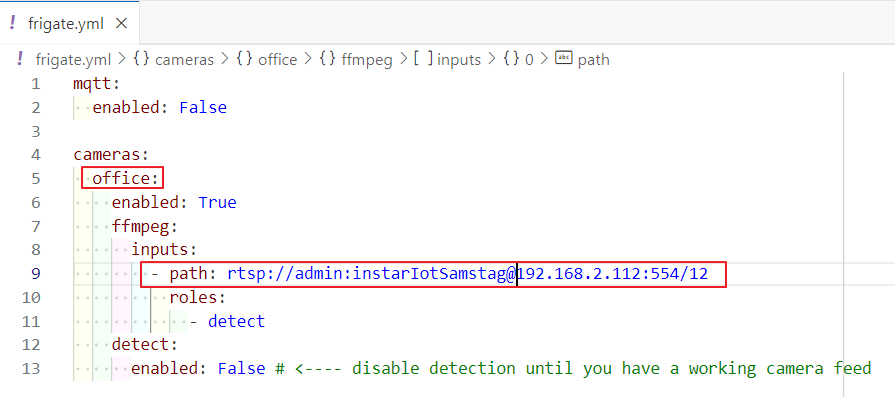 ! frigate.yml ×
! frigate.yml > {} cameras > {} office > {} ffmpeg > [ ] inputs > {} 0 > abc path
1 mqtt:
2 enabled: False
3
4 cameras:
5 office:
6 enabled: True
7 ffmpeg:
8 inputs:
9 - path: rtsp://admin:instarIotSamstag@192.168.2.112:554/12
10 roles:
11 - detect
12 detect:
13 enabled: False # <---- disable detection until you have a working camera feed